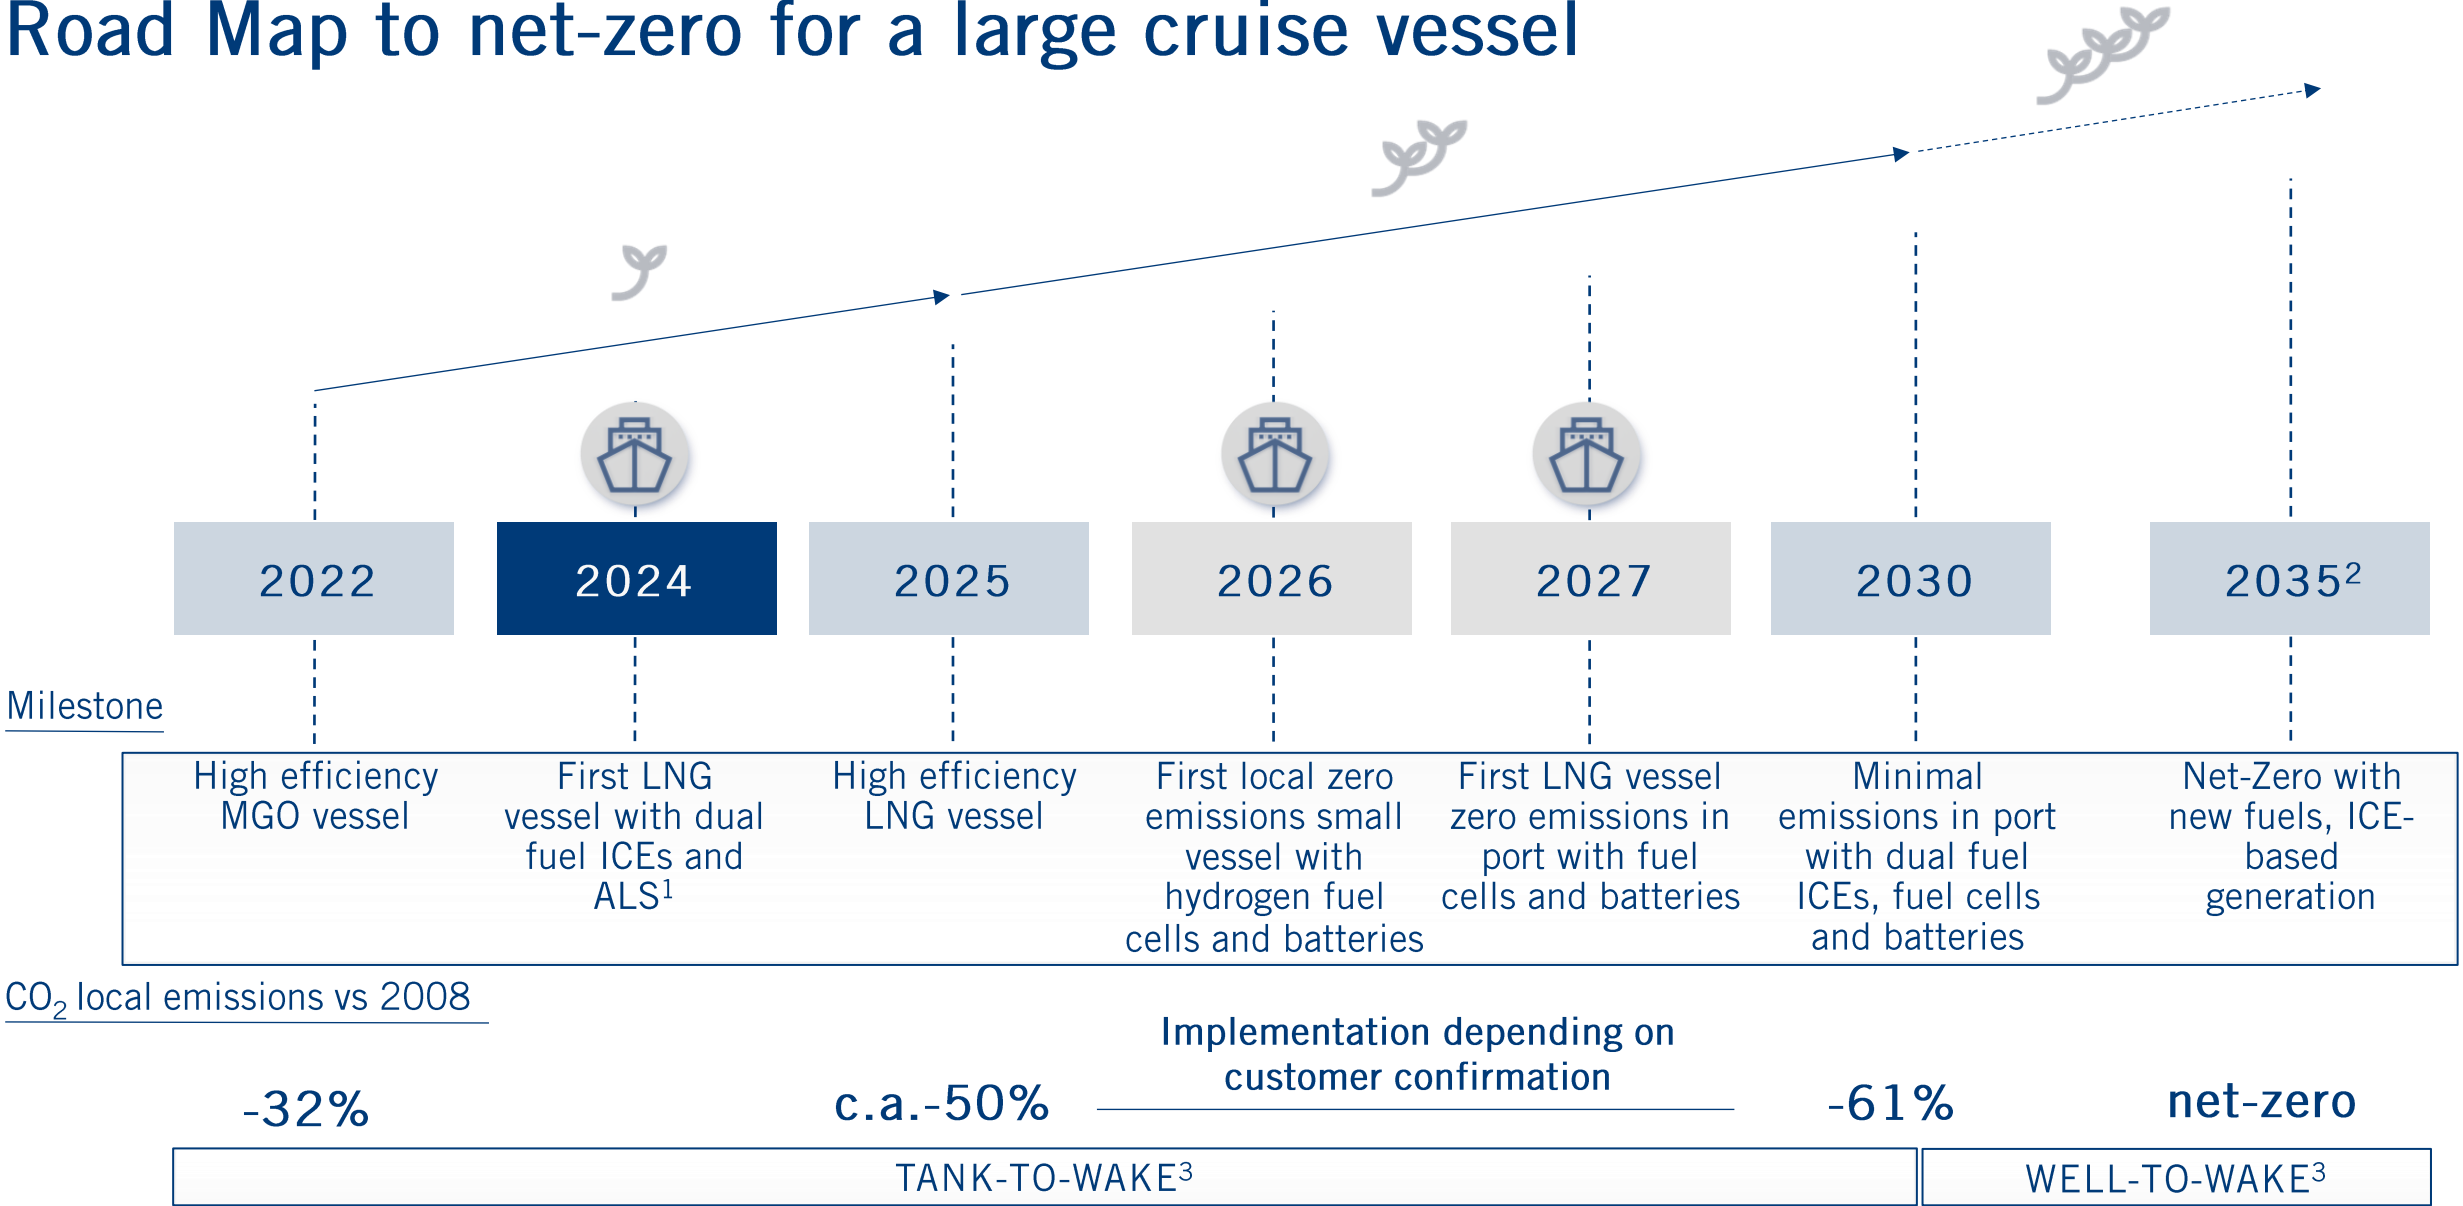 Road Map to net-zero for a large cruise vessel
2022
2024
2025
2026
2027
2030
2035²
Milestone
High efficiency
MGO vessel
First LNG
vessel with dual
fuel ICEs and
ALS¹
High efficiency
LNG vessel
First local zero
emissions small
vessel with
hydrogen fuel
cells and batteries
First LNG vessel
zero emissions in
port with fuel
cells and batteries
Minimal
emissions in port
with dual fuel
ICEs, fuel cells
and batteries
Net-Zero with
new fuels, ICE-
based
generation
CO₂ local emissions vs 2008
-32%
c.a.-50%
Implementation depending on
customer confirmation
-61%
net-zero
TANK-TO-WAKE³
WELL-TO-WAKE³